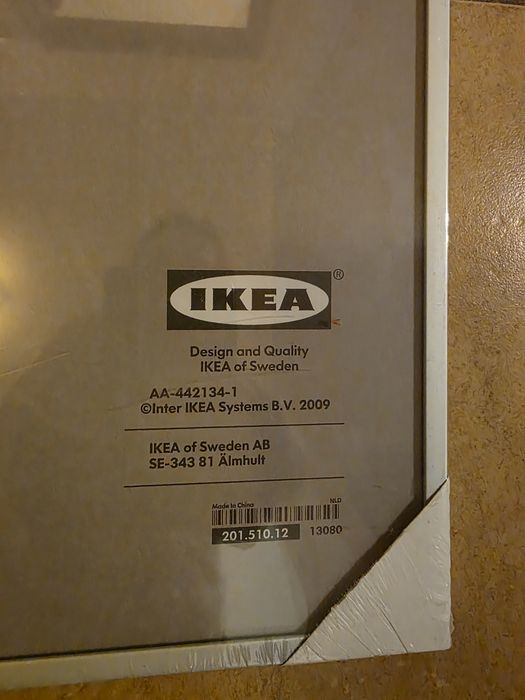 IKEA®
Design and Quality
IKEA of Sweden
AA-442134-1
©Inter IKEA Systems B.V. 2009
IKEA of Sweden AB
SE-343 81 Älmhult
Made in China NLD
201.510.12 13080